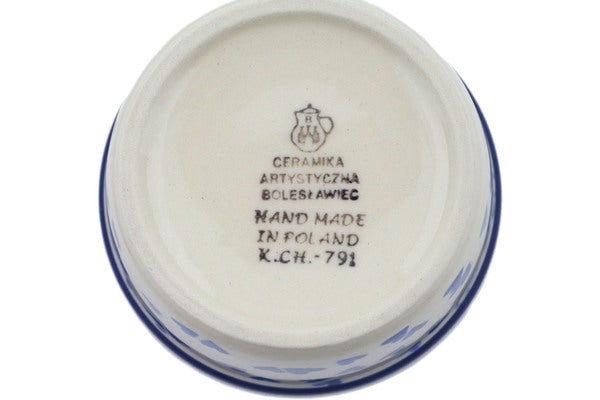 B
CERAMIKA
ARTYSTYCZNA
BOLESŁAWIEC
HAND MADE
IN POLAND
K.CH.-791